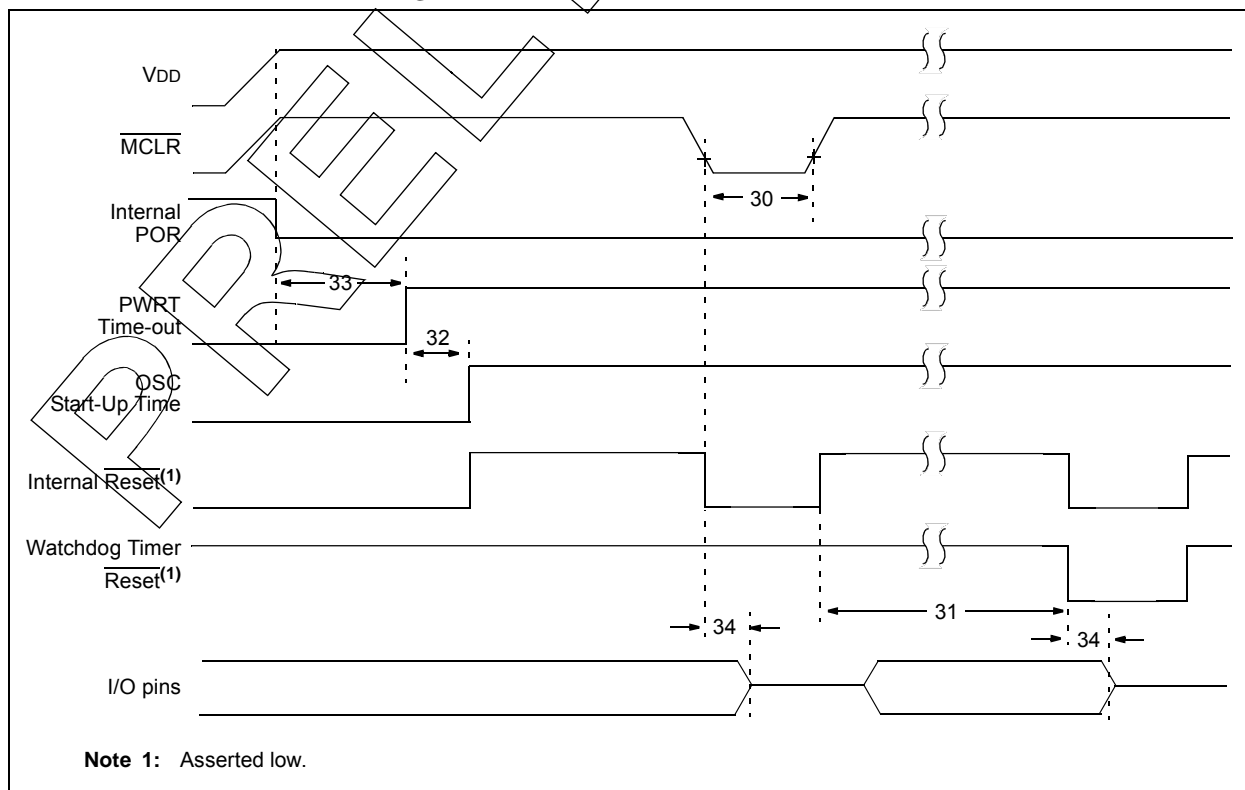 VDD
MCLR
30
Internal
POR
33
PWRT
Time-out
32
OSC
Start-Up Time
Internal Reset(1)
Watchdog Timer
Reset(1)
31
34
34
I/O pins
Note 1: Asserted low.
PREL